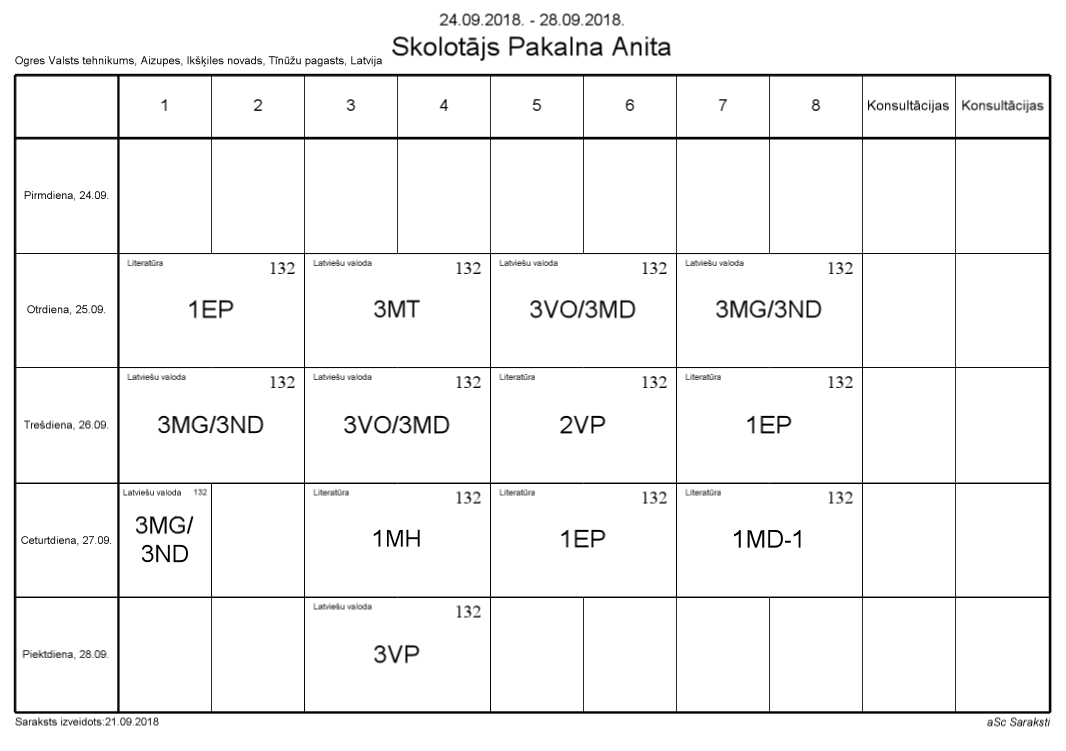 24.09.2018. - 28.09.2018.
Skolotājs Pakalna Anita
Ogres Valsts tehnikums, Aizupes, Ikšķiles novads, Tīnūžu pagasts, Latvija
1 2 3 4 5 6 7 8 Konsultācijas Konsultācijas
Pirmdiena, 24.09.
Literatūra 132 Latviešu valoda 132 Latviešu valoda 132 Latviešu valoda 132
Otrdiena, 25.09. 1EP 3MT 3VO/3MD 3MG/3ND
Latviešu valoda 132 Latviešu valoda 132 Literatūra 132 Literatūra 132
Trešdiena, 26.09. 3MG/3ND 3VO/3MD 2VP 1EP
Latviešu valoda 132 Literatūra 132 Literatūra 132 Literatūra 132
Ceturtdiena, 27.09. 3MG/ 1MH 1EP 1MD-1
3ND
Latviešu valoda 132
Piektdiena, 28.09. 3VP
Saraksts izveidots:21.09.2018 aSc Saraksti